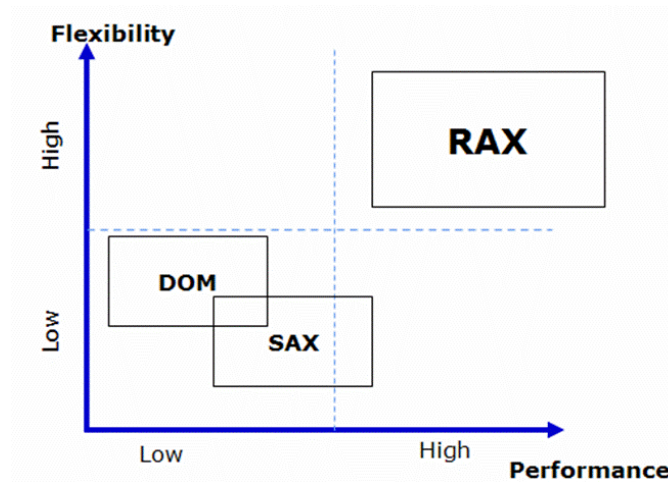 Flexibility
High
RAX
DOM
Low
SAX
Low
High
Performance